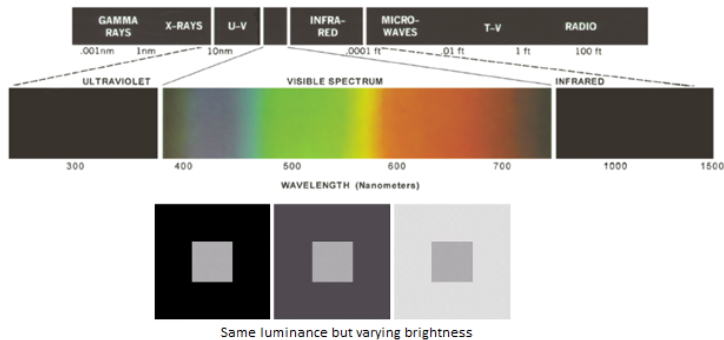 GAMMA RAYS X-RAYS U–V INFRA-RED MICRO-WAVES T-V RADIO
.001nm 1nm 10nm .0001 ft .01 ft 1 ft 100 ft
ULTRAVIOLET VISIBLE SPECTRUM INFRARED
300 400 500 600 700 1000 1500
WAVELENGTH (Nanometers)
Same luminance but varying brightness